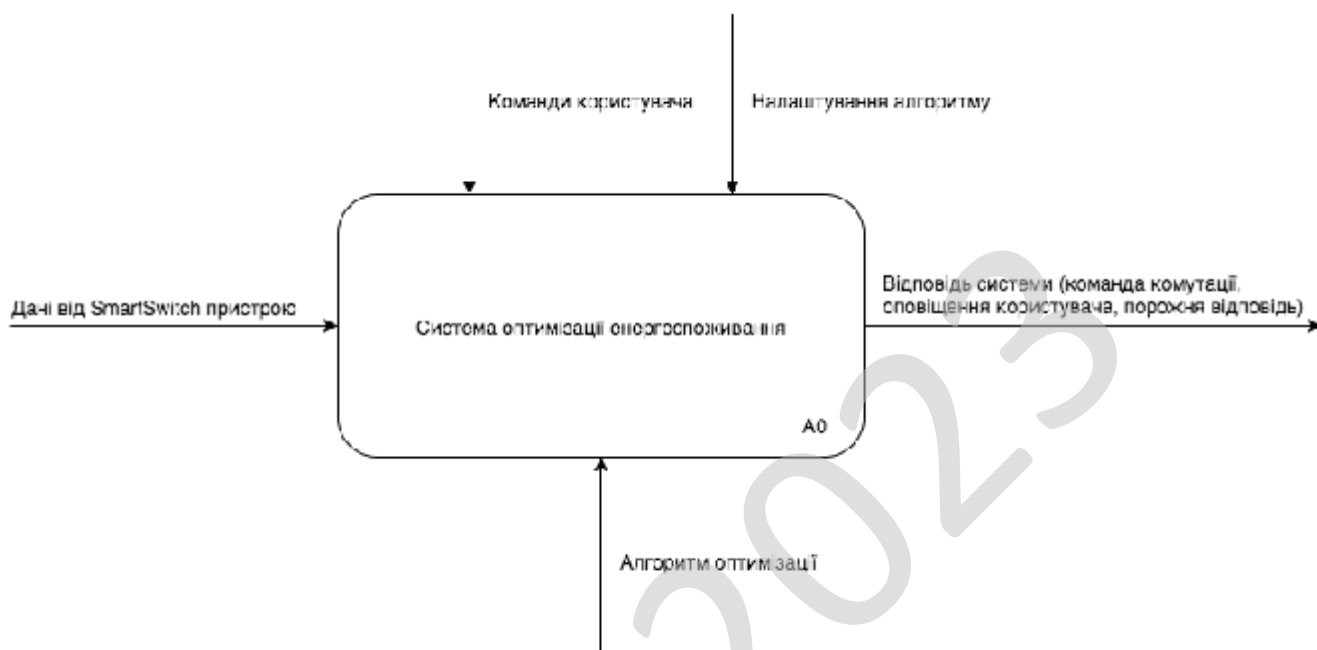 Команди користувача
Налаштування алгоритму
Дані від SmartSwitch пристрою
Система оптимізації енергоспоживання
Відповідь системи (команда комутації,
сповіщення користувача, порожня відповідь)
A0
Алгоритм оптимізації
2023